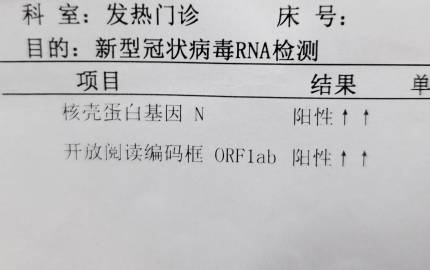 科 室：发热门诊 床 号：
目的：新型冠状病毒RNA检测
项目 结果 单
核壳蛋白基因 N 阳性↑ ↑
开放阅读编码框 ORF1ab 阳性↑ ↑